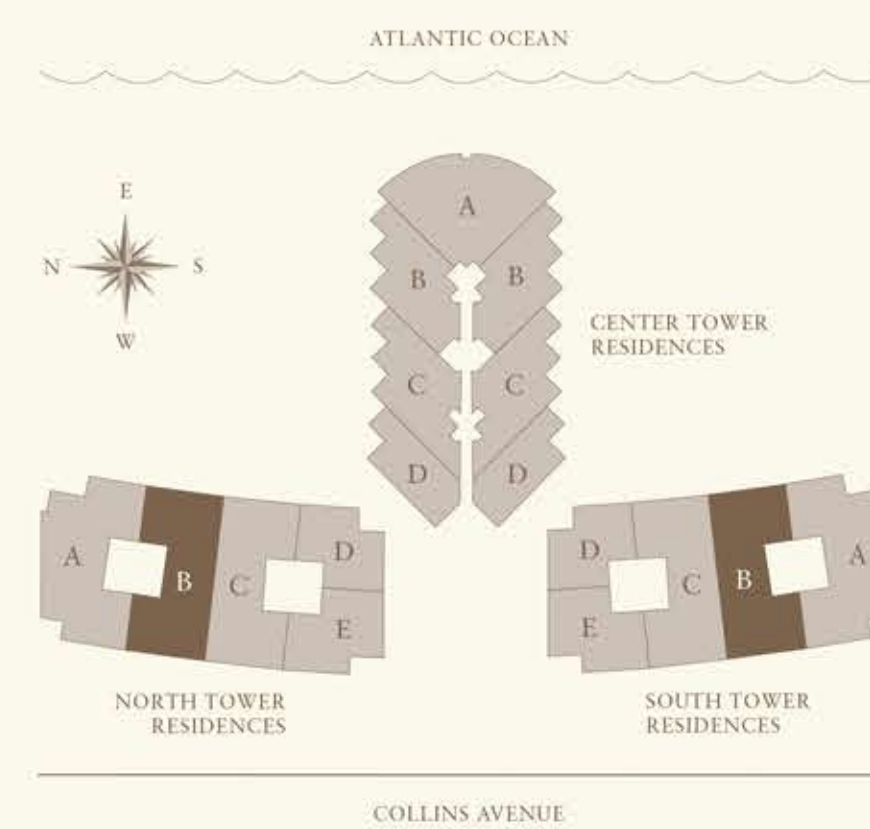 ATLANTIC OCEAN
E
N S
W
A
B B
C C
D D
CENTER TOWER
RESIDENCES
A B C D E
D E C B A
NORTH TOWER
RESIDENCES
SOUTH TOWER
RESIDENCES
COLLINS AVENUE